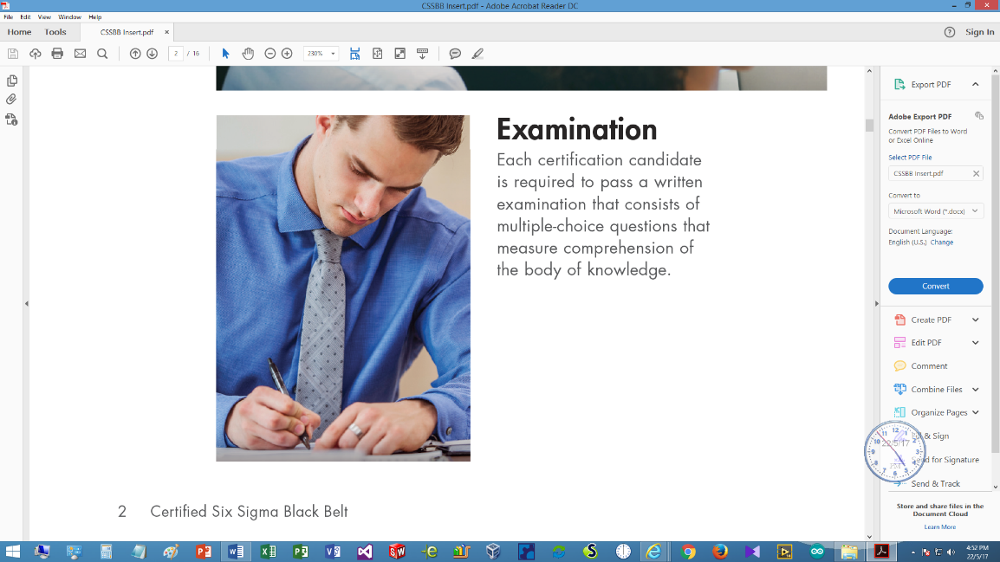 CSSBB Insert.pdf - Adobe Acrobat Reader DC
File Edit View Window Help
Home Tools CSSBB Insert.pdf × Sign In
2 / 16 230%
Examination
Each certification candidate
is required to pass a written
examination that consists of
multiple-choice questions that
measure comprehension of
the body of knowledge.
2 Certified Six Sigma Black Belt
Export PDF
Adobe Export PDF
Convert PDF Files to Word
or Excel Online
Select PDF File
CSSBB Insert.pdf
Convert to
Microsoft Word (*.docx)
Document Language:
English (U.S.) Change
Convert
Create PDF
Edit PDF
Comment
Combine Files
Organize Pages
& Sign
for Signature
Send & Track
Store and share files in the
Document Cloud
Learn More
22/5/17
PM
4:52 PM
22/5/17